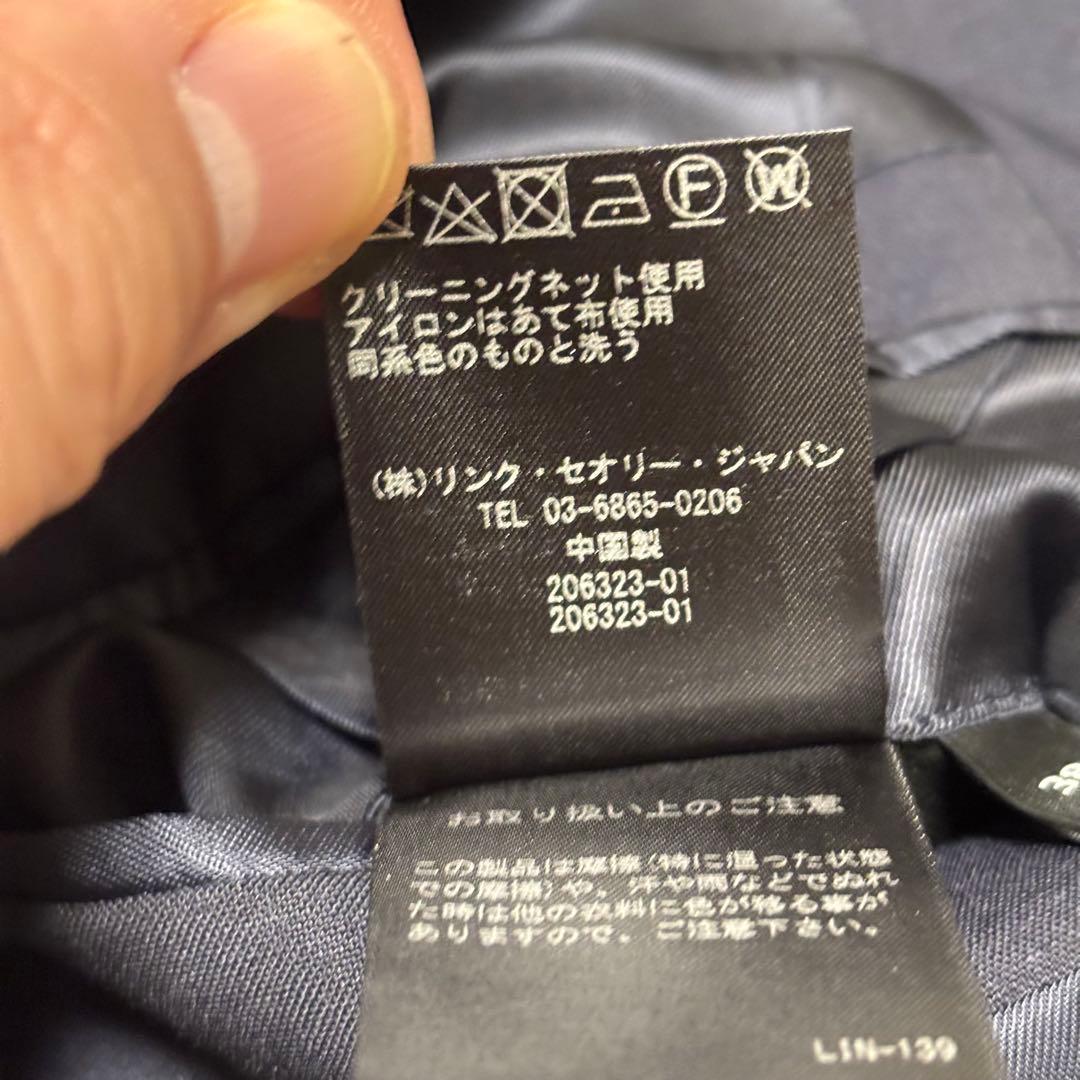 F W
クリーニングネット使用
アイロンはあて布使用
同系色のものと洗う
(株)リンク・セオリー・ジャパン
TEL 03-6865-0206
中国製
206323-01
206323-01
お取り扱い上のご注意
この製品は摩擦(特に湿った状態
での摩擦)や、汗や雨などでぬれ
た時は他の衣料に色が移る事が
ありますので、ご注意下さい。
LIN-139